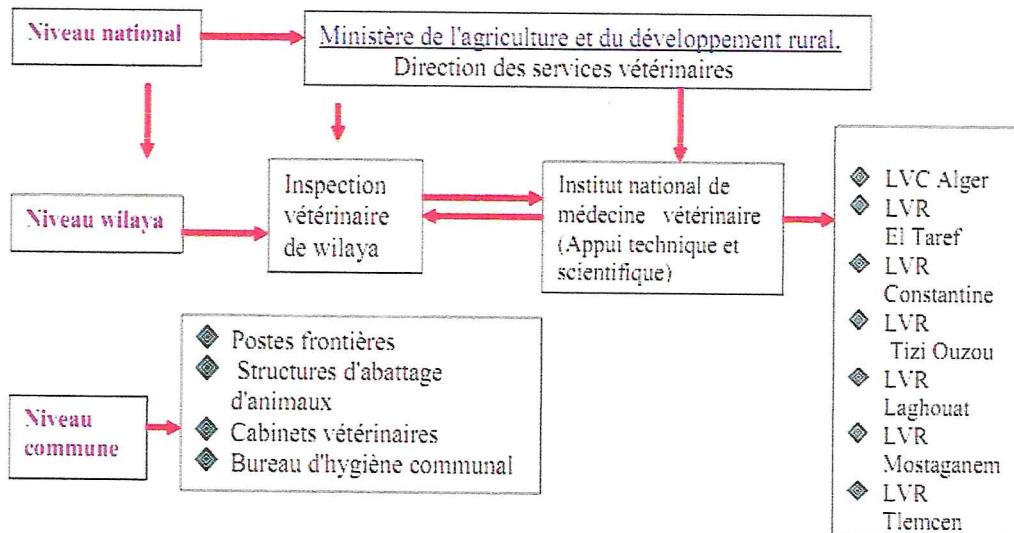 Niveau national
Ministère de l'agriculture et du développement rural.
Direction des services vétérinaires
Niveau wilaya
Inspection
vétérinaire
de wilaya
Institut national de
médecine vétérinaire
(Appui technique et
scientifique)
LVC Alger
LVR
El Taref
LVR
Constantine
LVR
Tizi Ouzou
LVR
Laghouat
LVR
Mostaganem
LVR
Tlemcen
Niveau
commune
Postes frontières
Structures d'abattage
d'animaux
Cabinets vétérinaires
Bureau d'hygiène communal